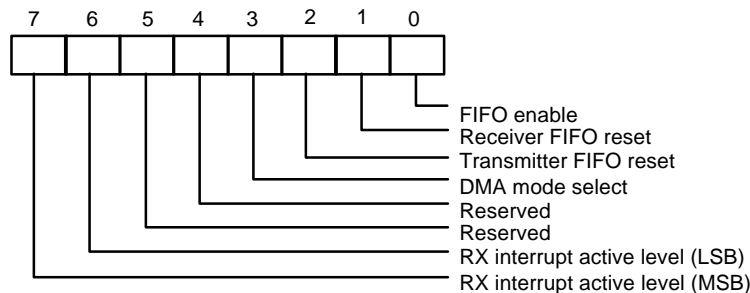 7 6 5 4 3 2 1 0
FIFO enable
Receiver FIFO reset
Transmitter FIFO reset
DMA mode select
Reserved
Reserved
RX interrupt active level (LSB)
RX interrupt active level (MSB)